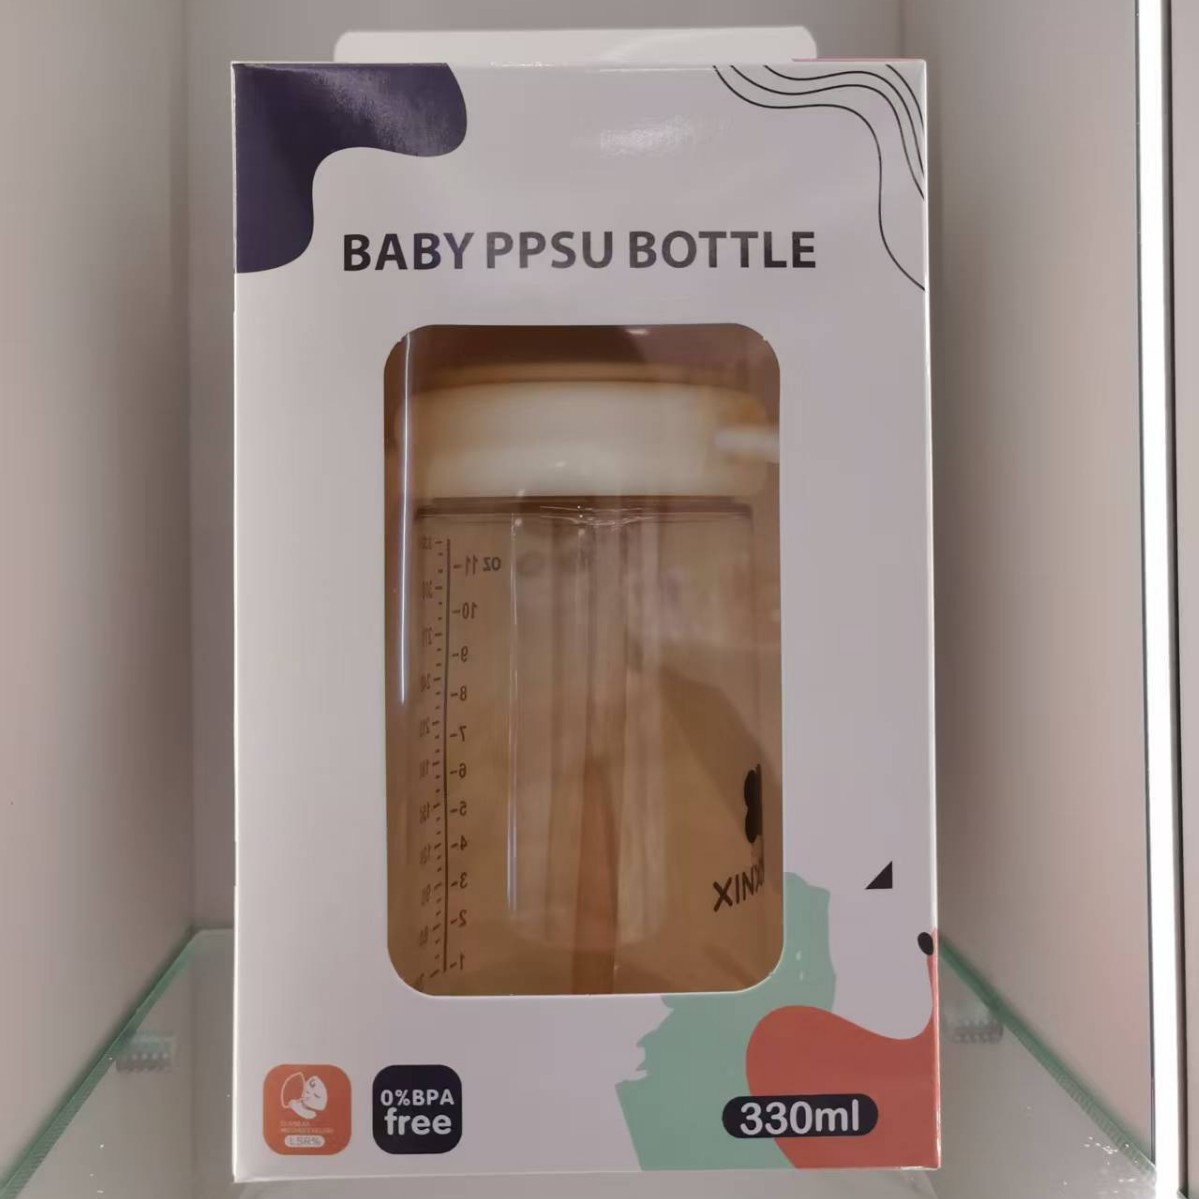 BABY PPSU BOTTLE
OZ 11
10
9
8
7
6
5
4
3
2
1
0%BPA
free
330ml